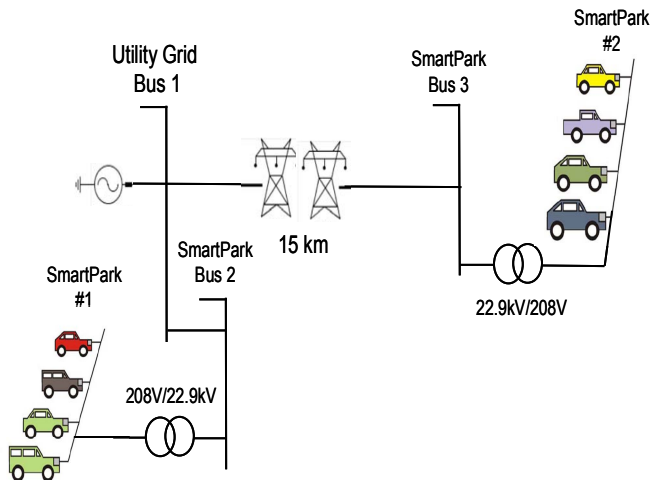 SmartPark
#2
SmartPark
Bus 3
Utility Grid
Bus 1
15 km
SmartPark
Bus 2
22.9kV/208V
SmartPark
#1
208V/22.9kV